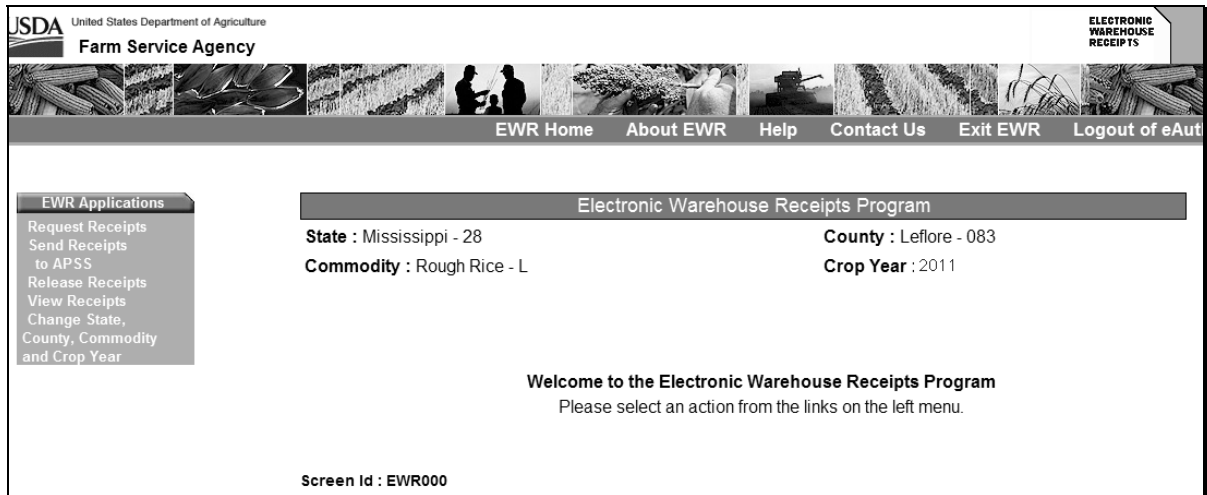 USDA United States Department of Agriculture
Farm Service Agency
ELECTRONIC
WAREHOUSE
RECEIPTS
EWR Home About EWR Help Contact Us Exit EWR Logout of eAut
EWR Applications
Request Receipts
Send Receipts
to APSS
Release Receipts
View Receipts
Change State,
County, Commodity
and Crop Year
Electronic Warehouse Receipts Program
State : Mississippi - 28 County : Leflore - 083
Commodity : Rough Rice - L Crop Year : 2011
Welcome to the Electronic Warehouse Receipts Program
Please select an action from the links on the left menu.
Screen Id : EWR000